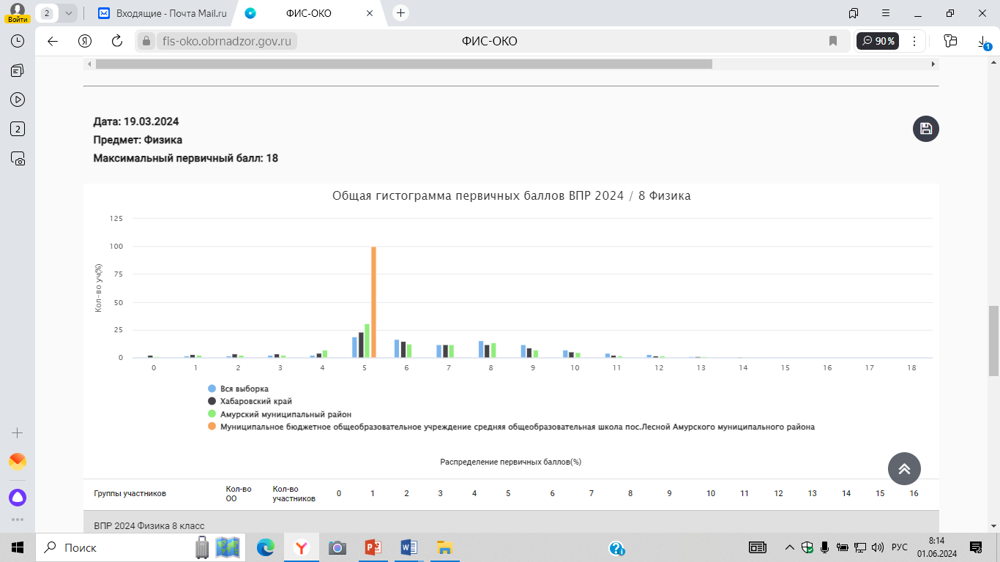 Войти
2
Входящие - Почта Mail.ru
ФИС-ОКО
fis-oko.obrnadzor.gov.ru
ФИС-ОКО
90%
1
2
Дата: 19.03.2024
Предмет: Физика
Максимальный первичный балл: 18
Общая гистограмма первичных баллов ВПР 2024 / 8 Физика
Кол-во уч(%)
125
100
75
50
25
0
0 1 2 3 4 5 6 7 8 9 10 11 12 13 14 15 16 17 18
Вся выборка
Хабаровский край
Амурский муниципальный район
Муниципальное бюджетное общеобразовательное учреждение средняя общеобразовательная школа пос.Лесной Амурского муниципального района
Распределение первичных баллов(%)
Группы участников Кол-во ОО Кол-во участников 0 1 2 3 4 5 6 7 8 9 10 11 12 13 14 15 16
ВПР 2024 Физика 8 класс
Поиск
РУС
8:14
01.06.2024